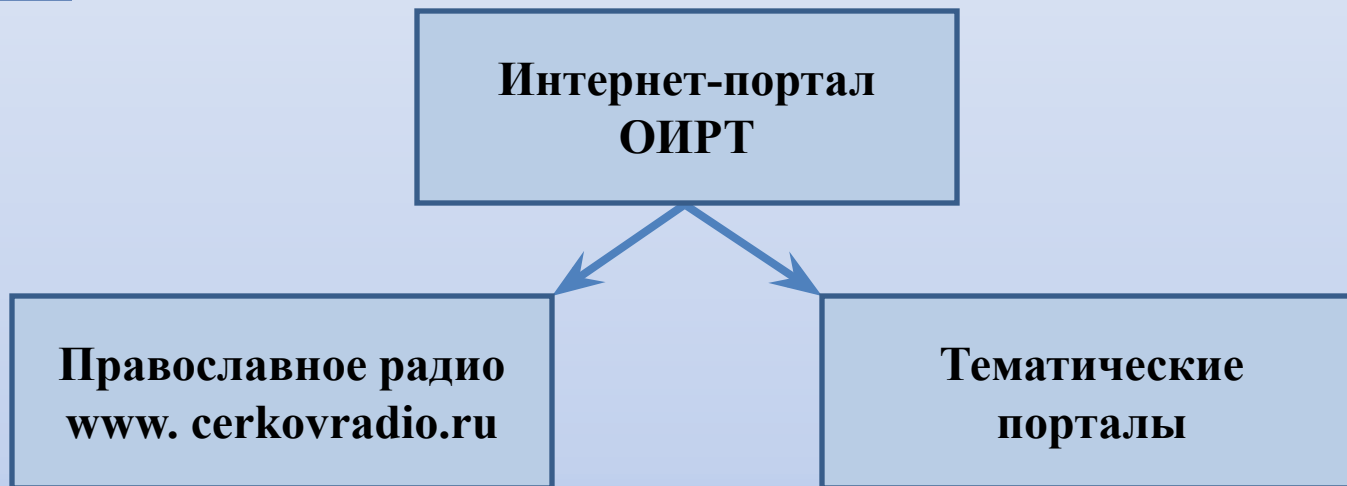 Интернет-портал
ОИРТ
Православное радио
www. cerkovradio.ru
Тематические
порталы